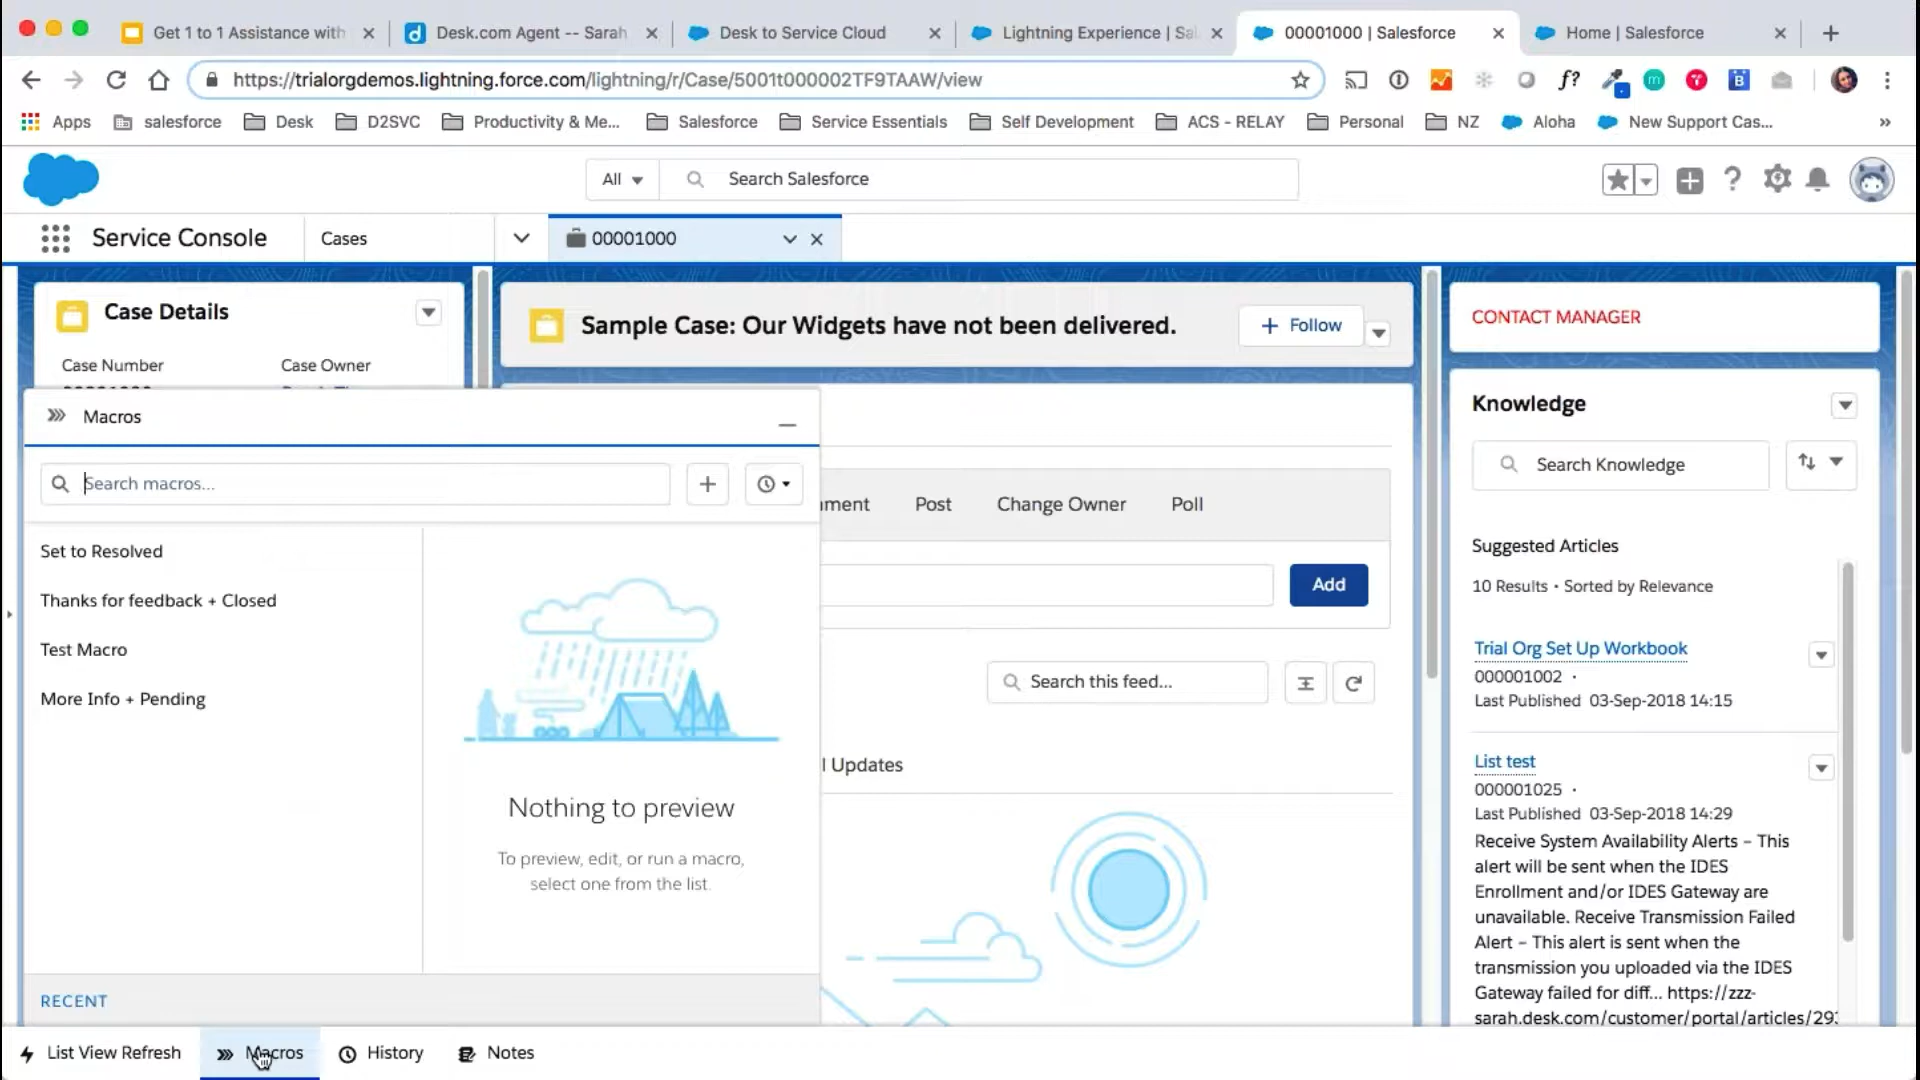 Get 1 to 1 Assistance with
Desk.com Agent -- Sarah
Desk to Service Cloud
Lightning Experience | Sal
00001000 | Salesforce
Home | Salesforce
https://trialorgdemos.lightning.force.com/lightning/r/Case/5001t000002TF9TAAW/view
Apps
salesforce
Desk
D2SVC
Productivity & Me...
Salesforce
Service Essentials
Self Development
ACS - RELAY
Personal
NZ
Aloha
New Support Cas...
All
Search Salesforce
Service Console
Cases
00001000
Case Details
Case Number
Case Owner
Macros
Search macros...
Set to Resolved
Thanks for feedback + Closed
Test Macro
More Info + Pending
Nothing to preview
To preview, edit, or run a macro,
select one from the list.
RECENT
Sample Case: Our Widgets have not been delivered.
+ Follow
Post
Change Owner
Poll
Add
Search this feed...
Updates
CONTACT MANAGER
Knowledge
Search Knowledge
Suggested Articles
10 Results • Sorted by Relevance
Trial Org Set Up Workbook
000001002 ·
Last Published 03-Sep-2018 14:15
List test
000001025 ·
Last Published 03-Sep-2018 14:29
Receive System Availability Alerts – This
alert will be sent when the IDES
Enrollment and/or IDES Gateway are
unavailable. Receive Transmission Failed
Alert – This alert is sent when the
transmission you uploaded via the IDES
Gateway failed for diff... https://zzz-
sarah.desk.com/customer/portal/articles/293
List View Refresh
Macros
History
Notes